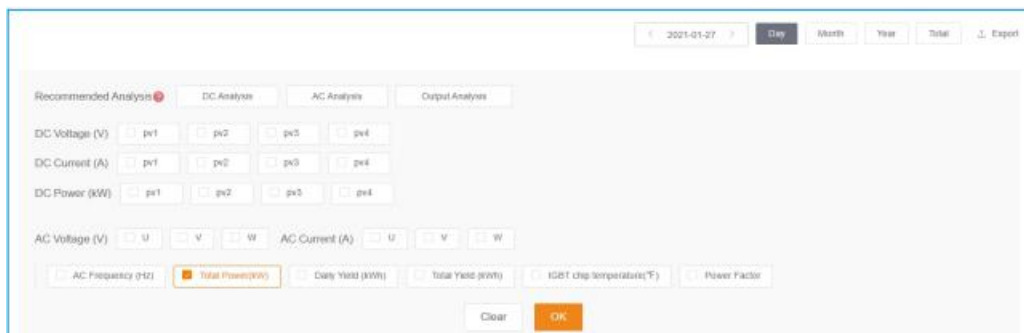 2021-01-27 Day Month Year Total Export
Recommended Analysis DC Analysis AC Analysis Output Analysis
DC Voltage (V) pv1 pv2 pv3 pv4
DC Current (A) pv1 pv2 pv3 pv4
DC Power (kW) pv1 pv2 pv3 pv4
AC Voltage (V) U V W AC Current (A) U V W
AC Frequency (Hz) Total Power(kW) Daily Yield (kWh) Total Yield (kWh) IGBT chip temperature(°F) Power Factor
Clear OK